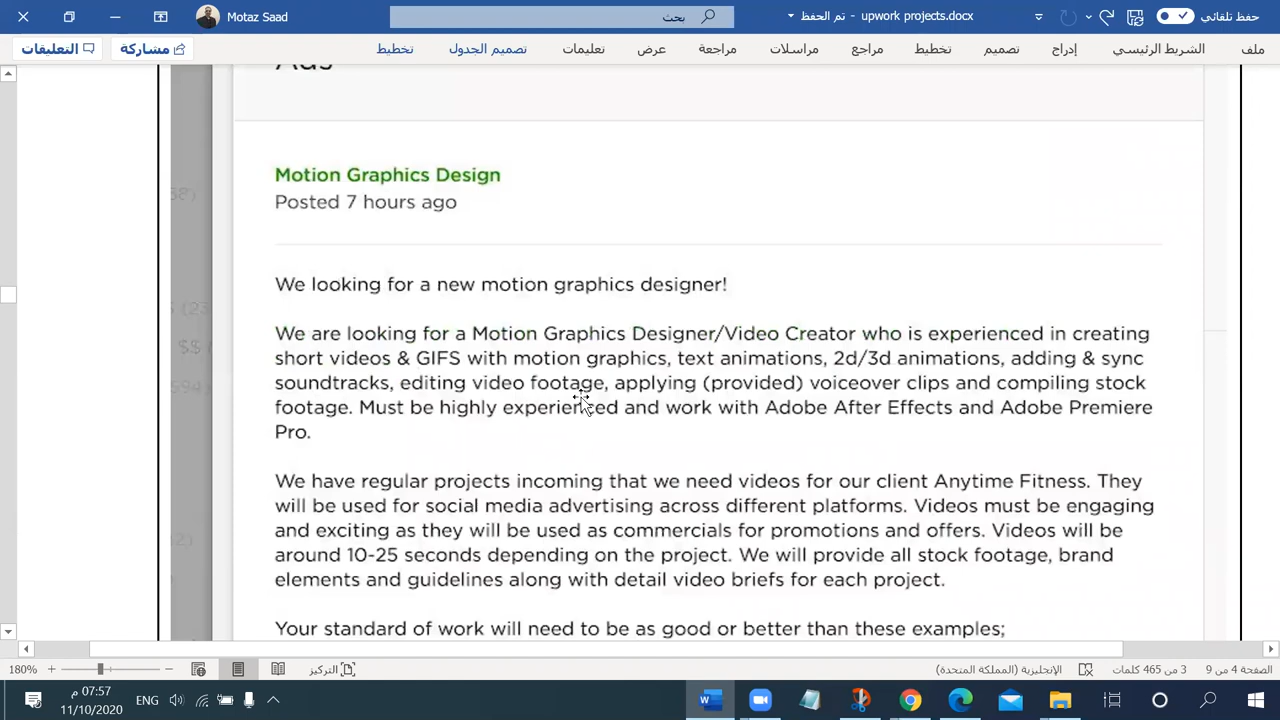 حفظ تلقائي
upwork projects.docx - تم الحفظ
بحث
Motaz Saad
ملف الشريط الرئيسي إدراج تصميم تخطيط مراجع مراسلات مراجعة عرض تعليمات تصميم الجدول تخطيط
مشاركة
التعليقات
Ads
Motion Graphics Design
Posted 7 hours ago
We looking for a new motion graphics designer!
We are looking for a Motion Graphics Designer/Video Creator who is experienced in creating
short videos & GIFS with motion graphics, text animations, 2d/3d animations, adding & sync
soundtracks, editing video footage, applying (provided) voiceover clips and compiling stock
footage. Must be highly experienced and work with Adobe After Effects and Adobe Premiere
Pro.
We have regular projects incoming that we need videos for our client Anytime Fitness. They
will be used for social media advertising across different platforms. Videos must be engaging
and exciting as they will be used as commercials for promotions and offers. Videos will be
around 10-25 seconds depending on the project. We will provide all stock footage, brand
elements and guidelines along with detail video briefs for each project.
Your standard of work will need to be as good or better than these examples;
الصفحة 4 من 9
3 من 465 كلمات
الإنجليزية (المملكة المتحدة)
التركيز
180%
07:57 م
11/10/2020
ENG